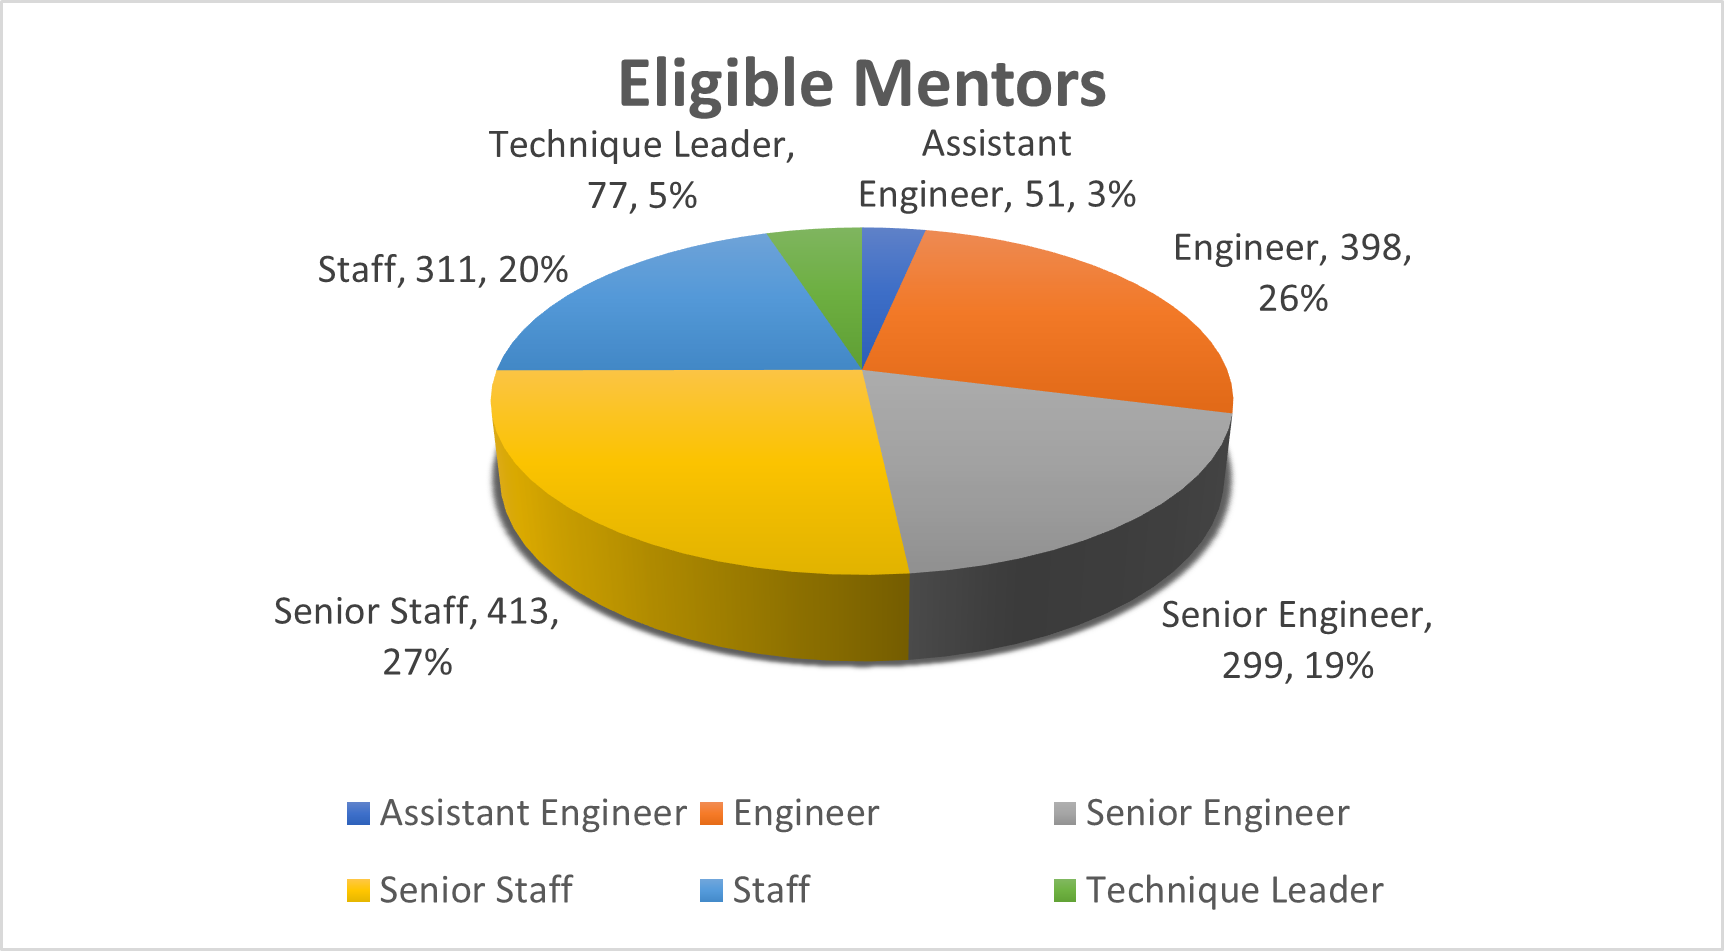 Eligible Mentors
Technique Leader,
77, 5%
Assistant
Engineer, 51, 3%
Engineer, 398,
26%
Staff, 311, 20%
Senior Staff, 413,
27%
Senior Engineer,
299, 19%
Assistant Engineer
Engineer
Senior Engineer
Senior Staff
Staff
Technique Leader